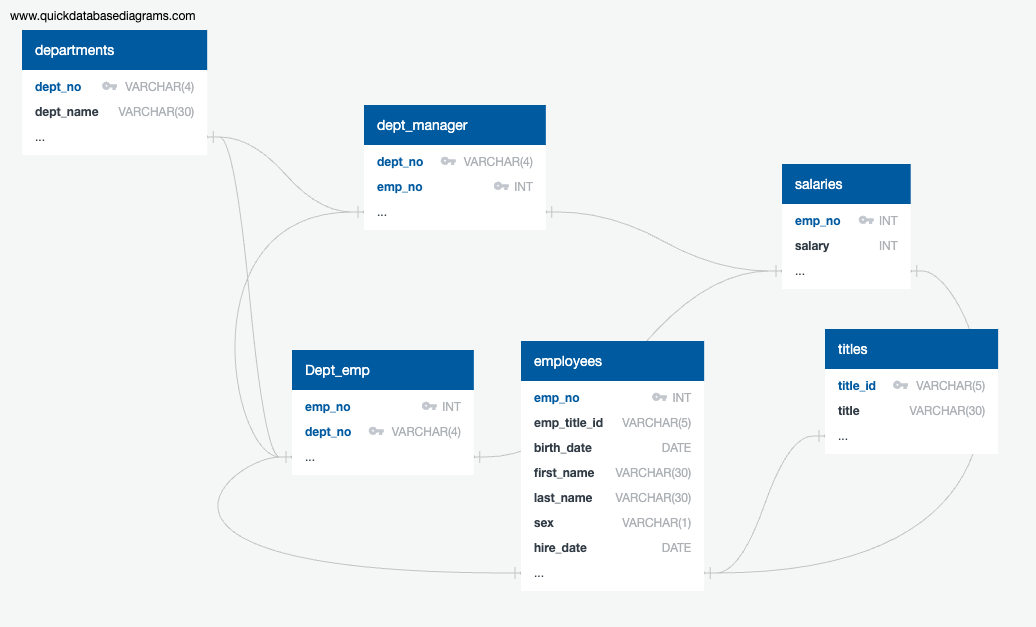 www.quickdatabasediagrams.com
departments
dept_no VARCHAR(4)
dept_name VARCHAR(30)
...
dept_manager
dept_no VARCHAR(4)
emp_no INT
...
salaries
emp_no INT
salary INT
...
Dept_emp
emp_no INT
dept_no VARCHAR(4)
...
employees
emp_no INT
emp_title_id VARCHAR(5)
birth_date DATE
first_name VARCHAR(30)
last_name VARCHAR(30)
sex VARCHAR(1)
hire_date DATE
...
titles
title_id VARCHAR(5)
title VARCHAR(30)
...